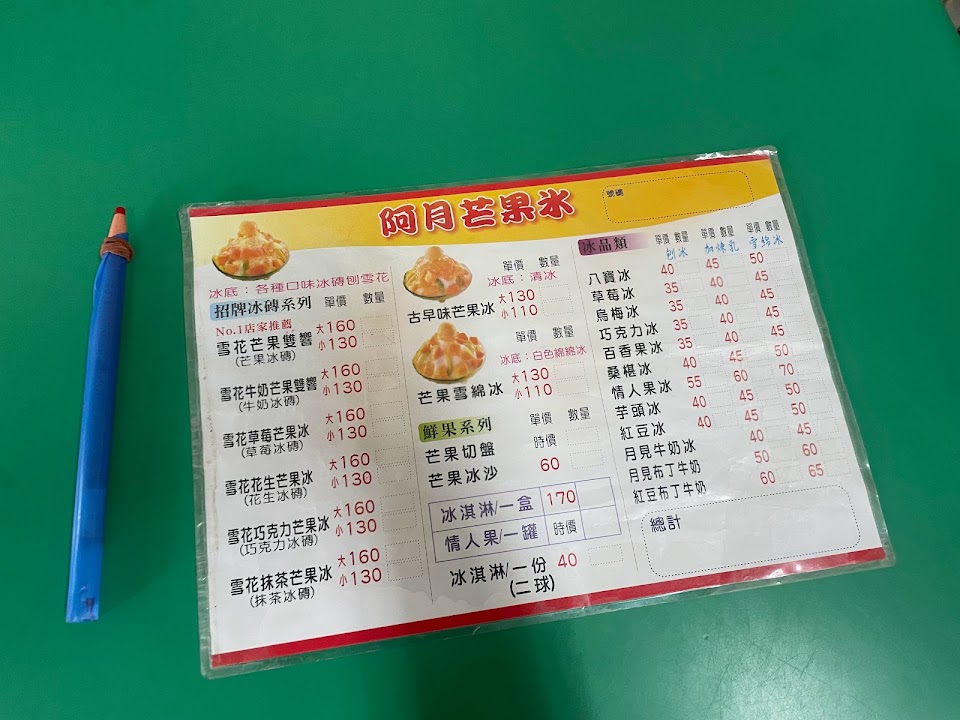 阿月芒果冰
號碼
冰底：各種口味冰磚刨雪花
招牌冰磚系列 單價 數量
No.1店家推薦
雪花芒果雙響 大160 小130
(芒果冰磚)
雪花牛奶芒果雙響 大160 小130
(牛奶冰磚)
雪花草莓芒果冰 大160 小130
(草莓冰磚)
雪花花生芒果冰 大160 小130
(花生冰磚)
雪花巧克力芒果冰 大160 小130
(巧克力冰磚)
雪花抹茶芒果冰 大160 小130
(抹茶冰磚)
單價 數量
冰底：清冰
古早味芒果冰 大130 小110
單價 數量
冰底：白色綿綿冰
芒果雪綿冰 大130 小110
鮮果系列 單價 數量
芒果切盤 時價
芒果冰沙 60
冰淇淋/一盒 170
情人果/一罐 時價
冰淇淋/一份 40
(二球)
冰品類 單價 數量 單價 數量 單價 數量
刨冰 加煉乳 雪綿冰
八寶冰 40 45 50
草莓冰 35 40 45
烏梅冰 35 40 45
巧克力冰 35 40 45
百香果冰 35 40 45
桑椹冰 40 45 50
情人果冰 55 60 70
芋頭冰 40 45 50
紅豆冰 40 45 50
月見牛奶冰 40 45
月見布丁牛奶 50 60
紅豆布丁牛奶 60 65
總計